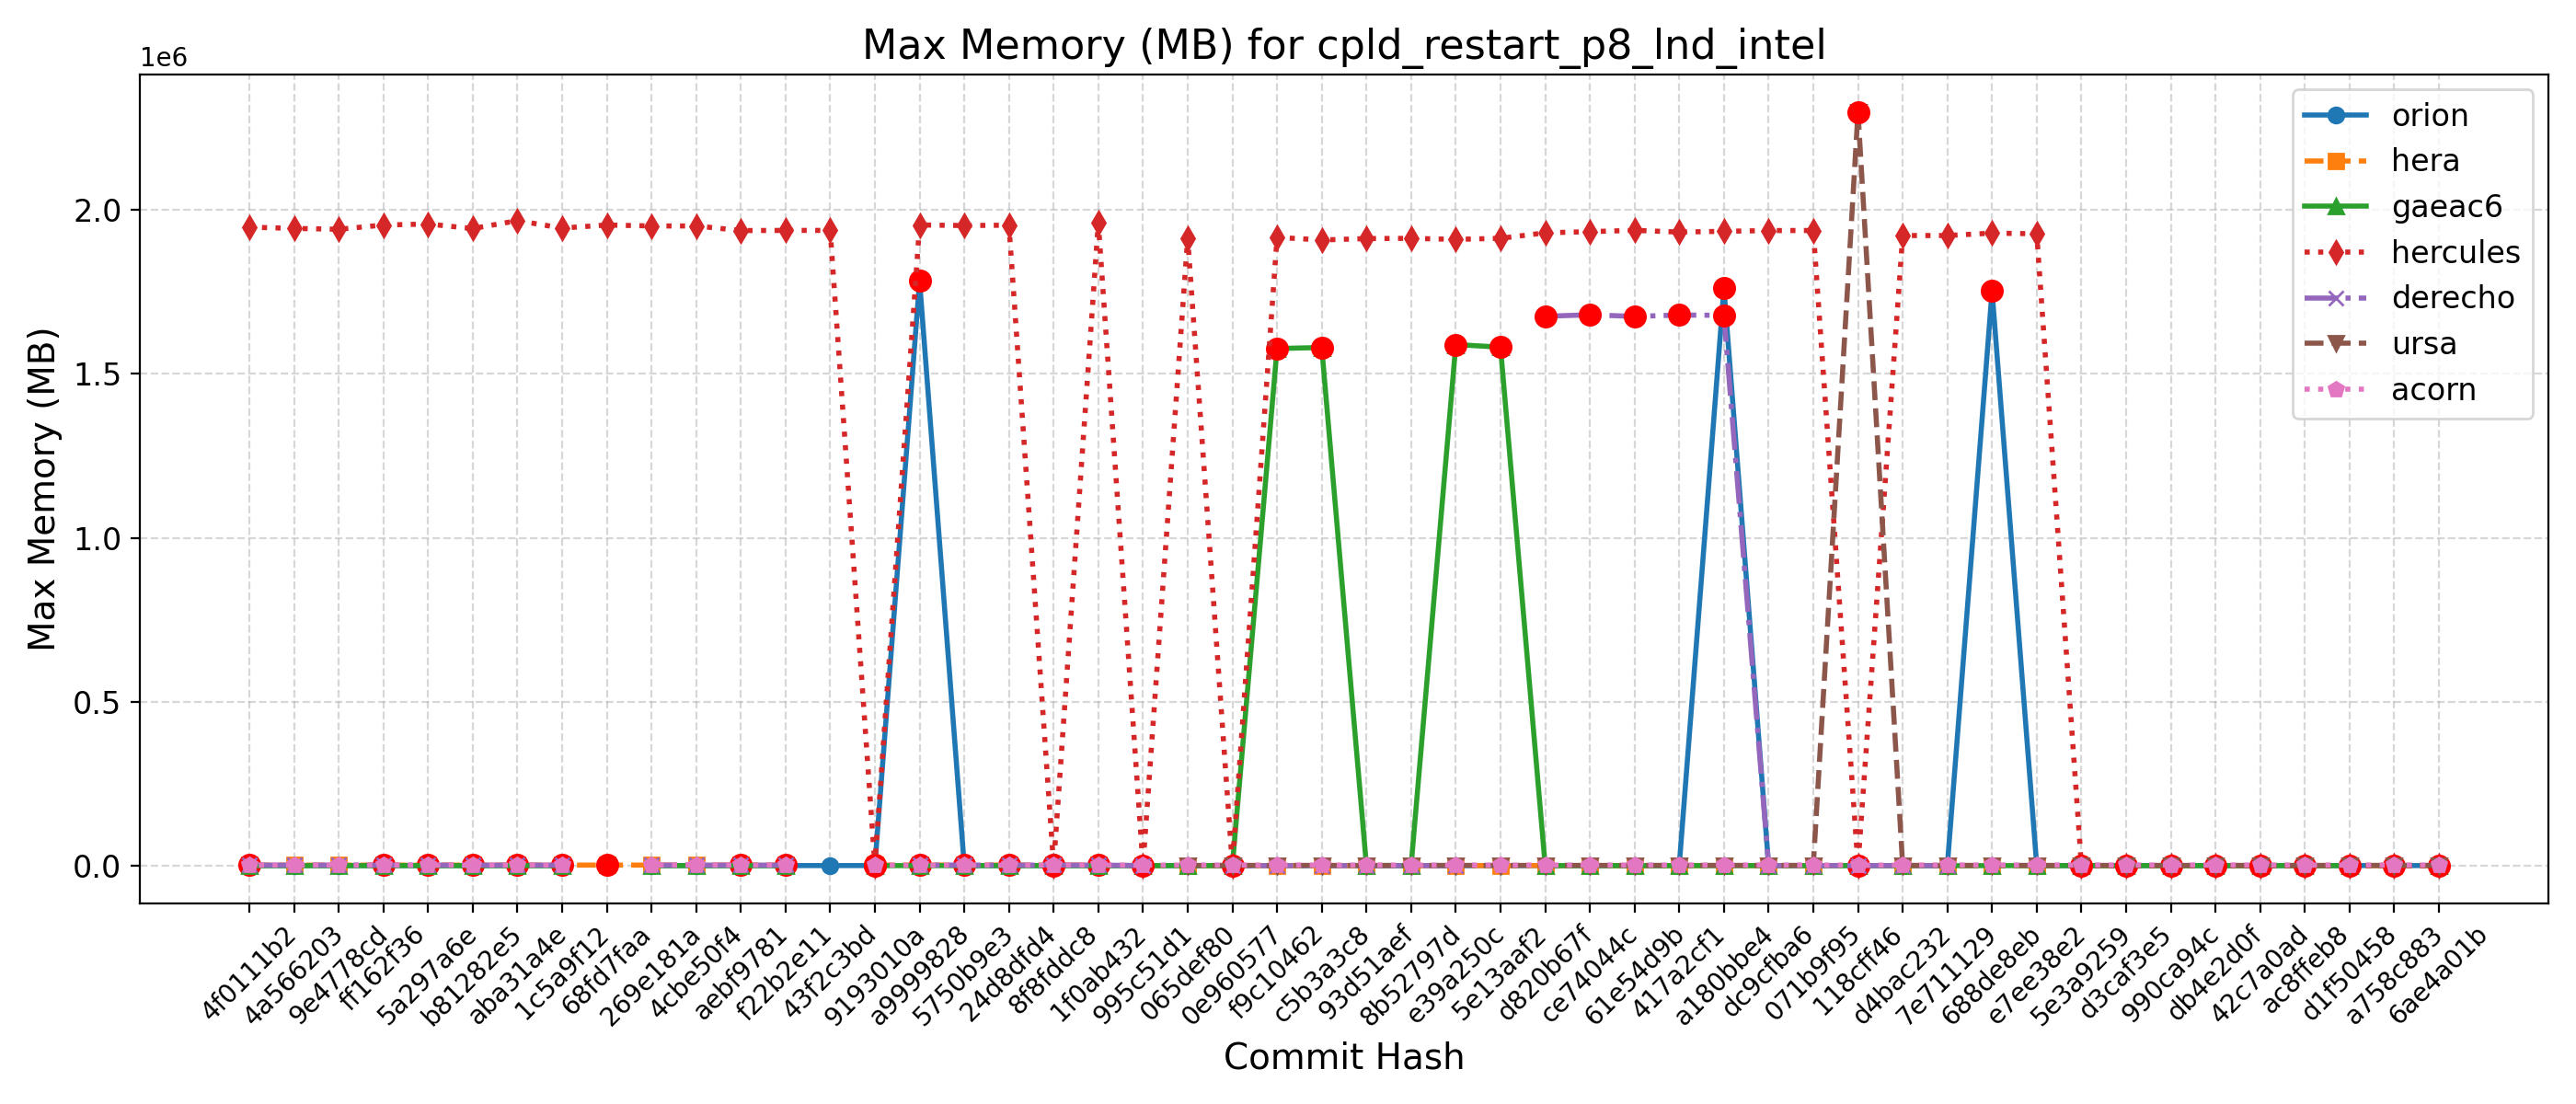 Max Memory (MB) for cpld_restart_p8_lnd_intel
1e6
2.0
1.5
1.0
0.5
0.0
Max Memory (MB)
orion
hera
gaeac6
hercules
derecho
ursa
acorn
4f0111b2
4a566203
9e4778cd
ff162f36
5a297a6e
b81282e5
aba31a4e
1c5a9f12
68fd7faa
269e181a
4cbe50f4
aebf9781
f22b2e11
43f2c3bd
9193010a
a9999828
5750b9e3
24d8dfd4
8f8fddc8
1f0ab432
995c51d1
065def80
0e960577
f9c10462
c5b3a3c8
93d51aef
8b52797d
e39a250c
5e13aaf2
d820b67f
ce74044c
61e54d9b
417a2cf1
a180bbe4
dc9cfba6
071b9f95
118cff46
d4bac232
7e711129
688de8eb
e7ee38e2
5e3a9259
d3caf3e5
990ca94c
db4e2d0f
42c7a0ad
ac8ffeb8
d1f50458
a758c883
6ae4a01b
Commit Hash